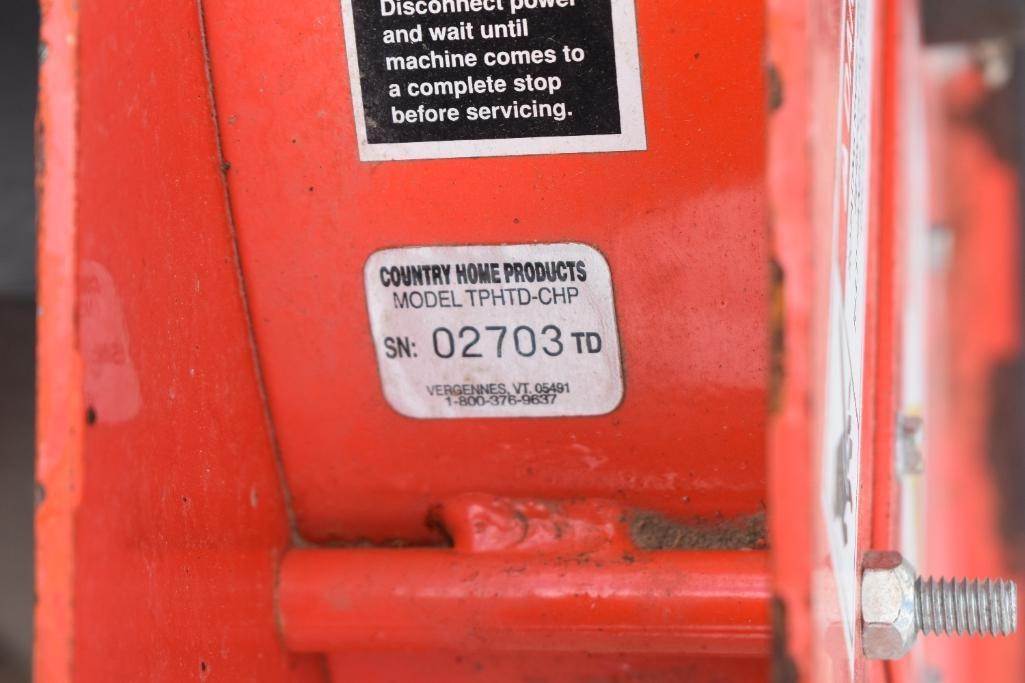 Disconnect power
and wait until
machine comes to
a complete stop
before servicing.
COUNTRY HOME PRODUCTS
MODEL TPHTD-CHP
SN: 02703 TD
VERGENNES, VT. 05491
1-800-376-9637